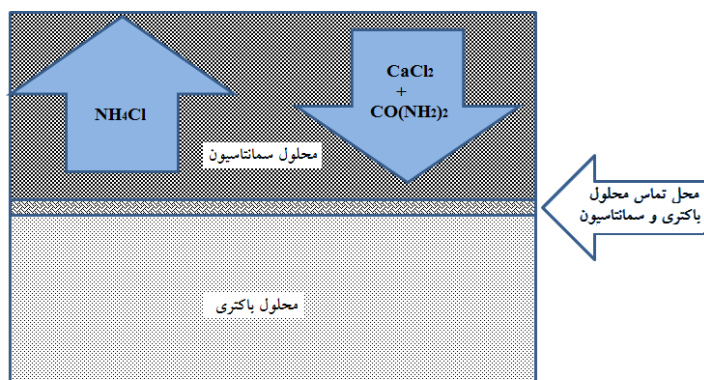 NH₄Cl
CaCl₂
+
CO(NH₂)₂
محلول سمانتاسیون
محل تماس محلول
باکتری و سمانتاسیون
محلول باکتری